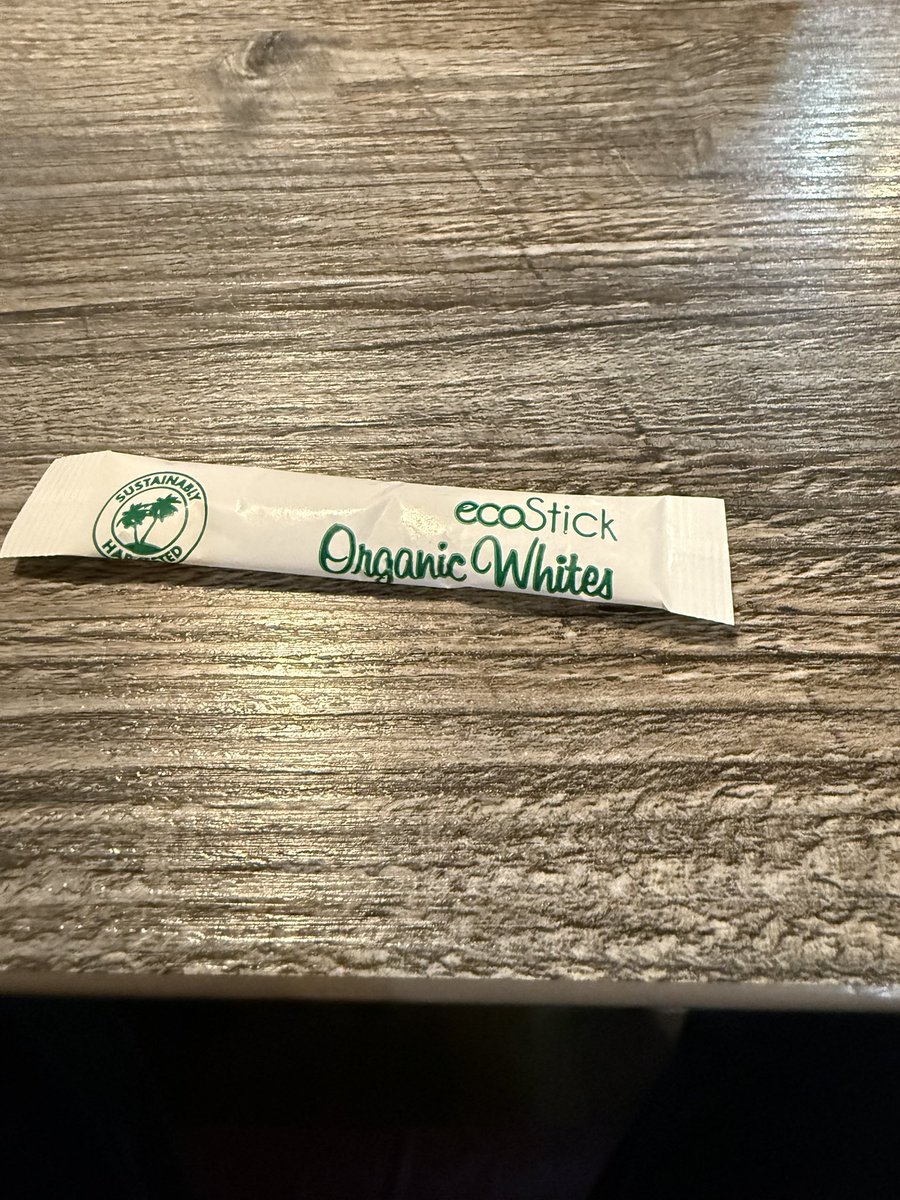 SUSTAINABLY
ecoStick
Organic Whites